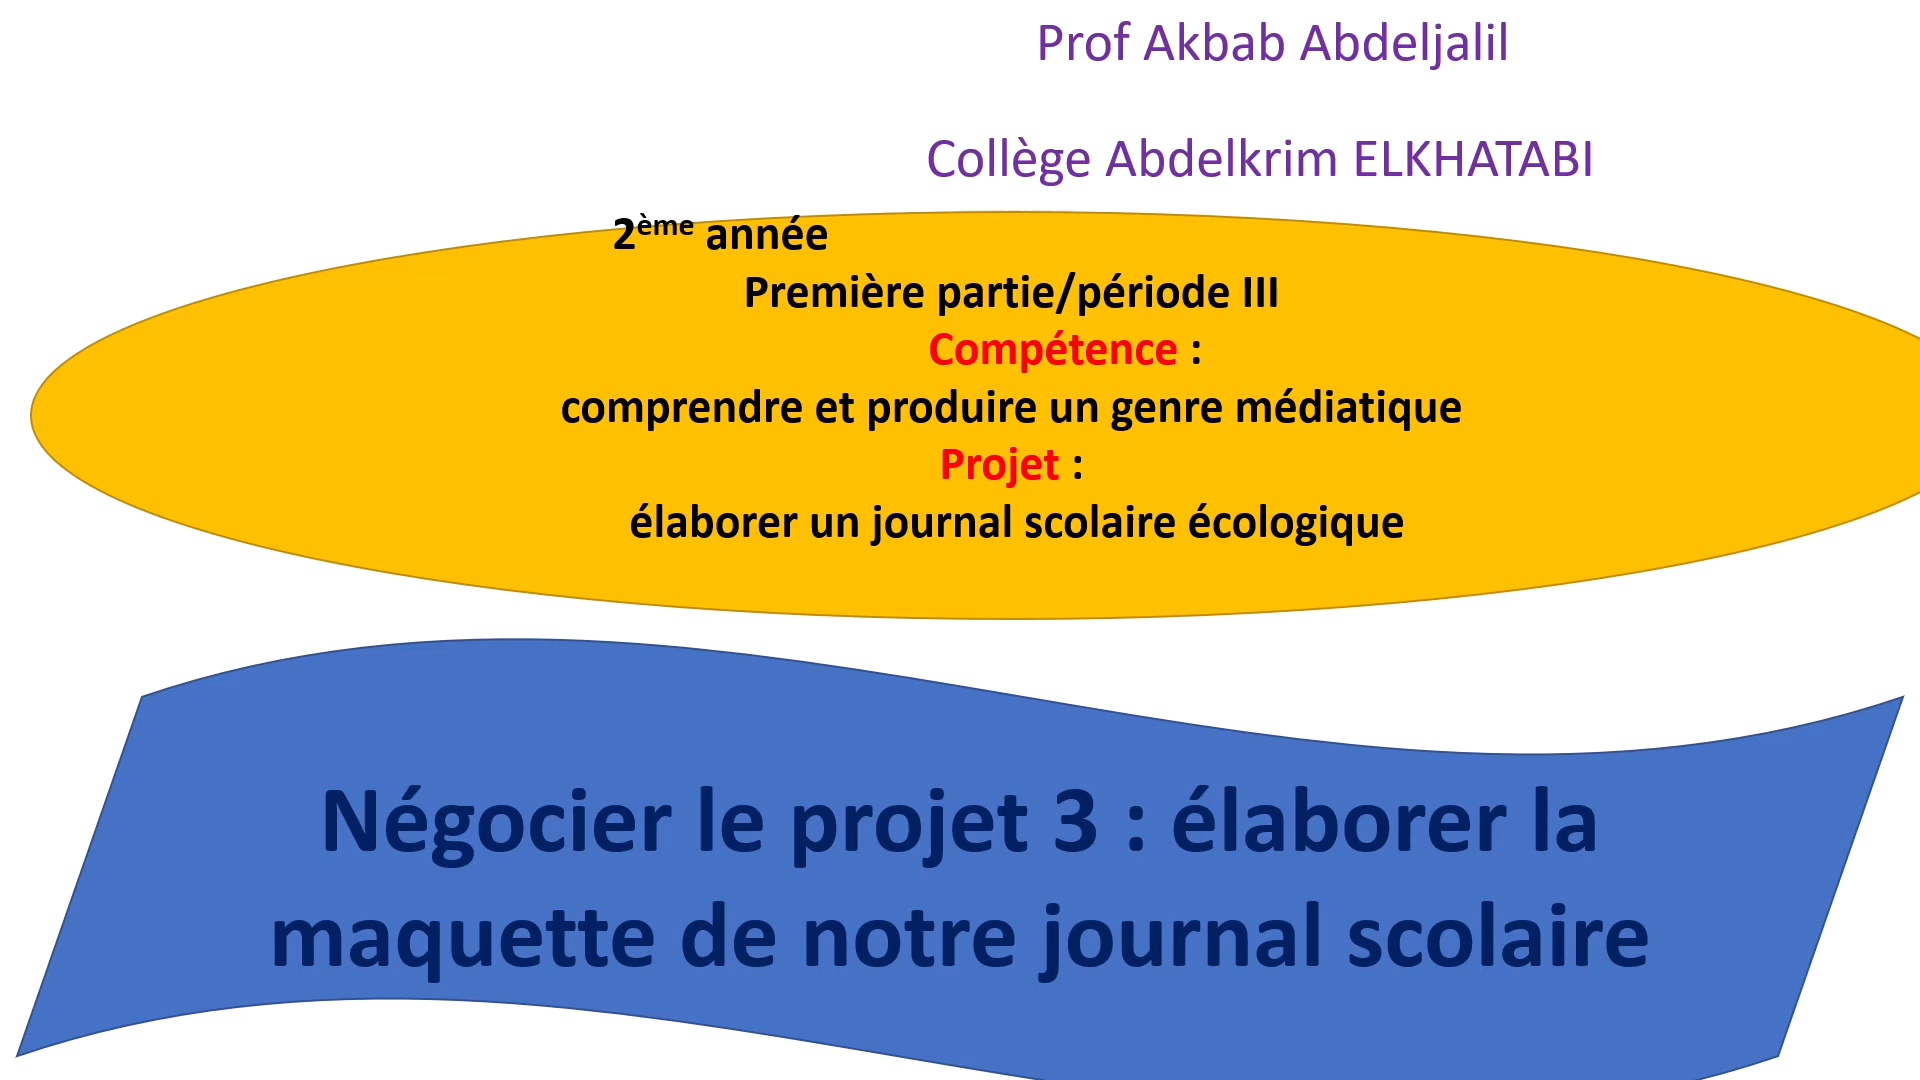 Prof Akbab Abdeljalil
Collège Abdelkrim ELKHATABI
2ème année
Première partie/période III
Compétence :
comprendre et produire un genre médiatique
Projet :
élaborer un journal scolaire écologique
Négocier le projet 3 : élaborer la
maquette de notre journal scolaire